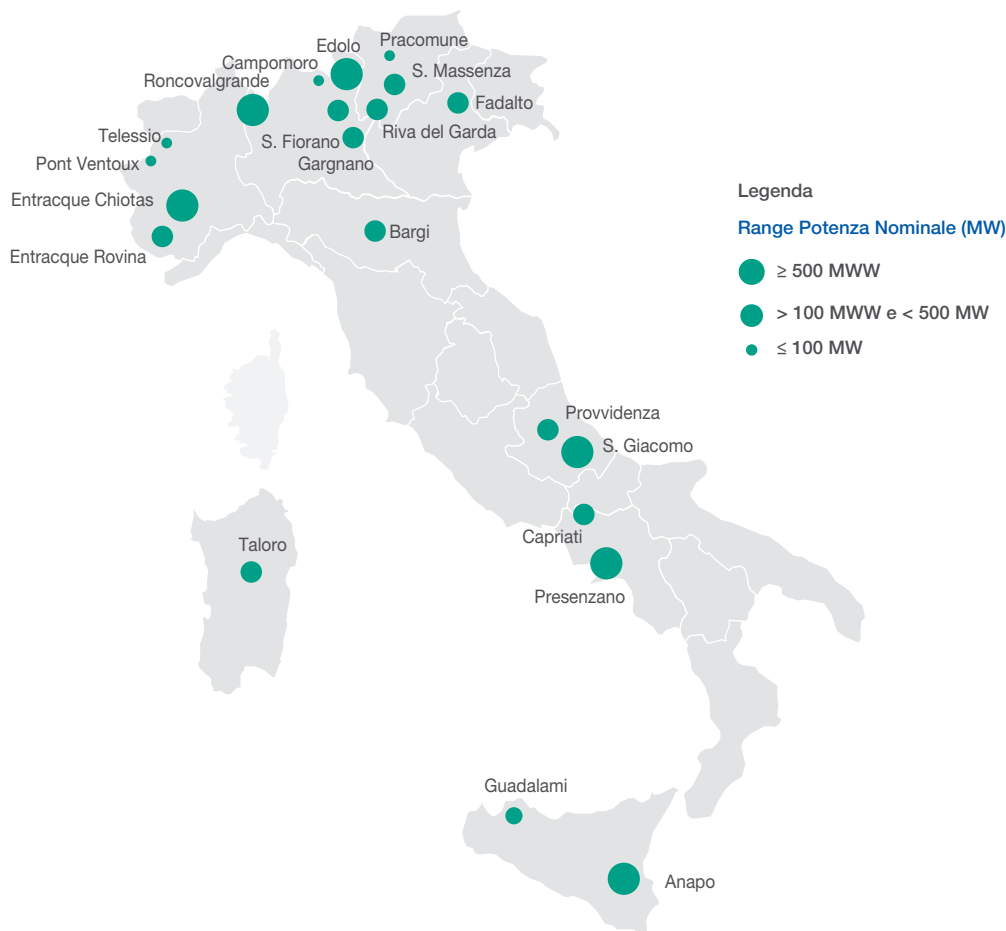 Pracomune
Edolo
Campomoro
S. Massenza
Roncovalgrande
Fadalto
Telessio
S. Fiorano
Riva del Garda
Pont Ventoux
Gargnano
Entracque Chiotas
Legenda
Bargi
Range Potenza Nominale (MW)
Entracque Rovina
≥ 500 MWW
> 100 MWW e < 500 MW
≤ 100 MW
Provvidenza
S. Giacomo
Capriati
Taloro
Presenzano
Guadalami
Anapo